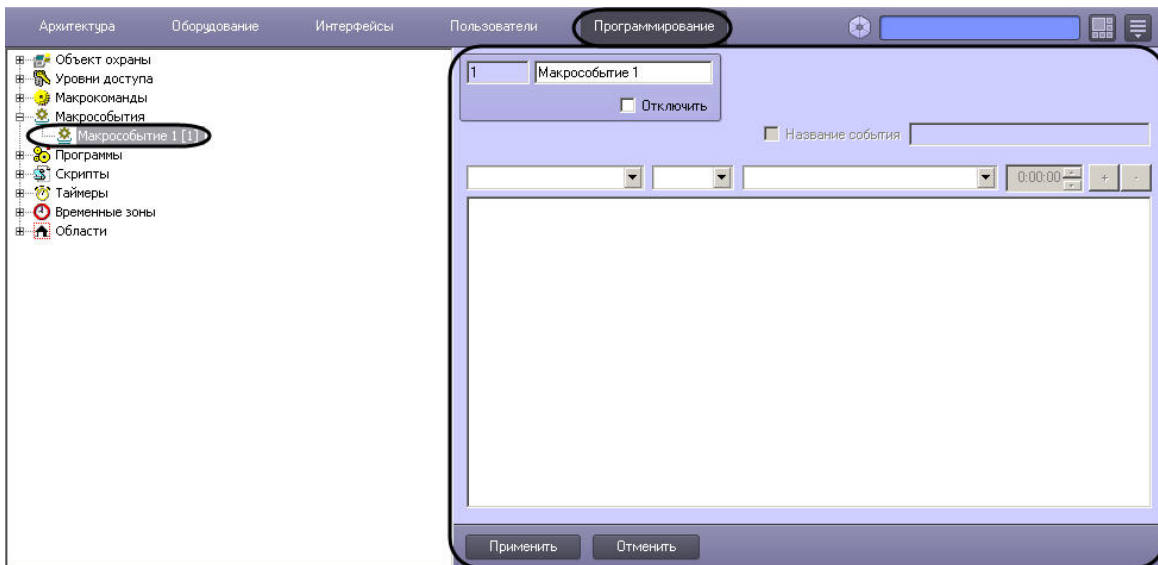 Архитектура Оборудование Интерфейсы Пользователи Программирование
Объект охраны
Уровни доступа
Макрокоманды
Макрособытия
Макрособытие 1 [1]
Программы
Скрипты
Таймеры
Временные зоны
Области
1 Макрособытие 1
Отключить
Название события
0:00:00 + -
Применить Отменить